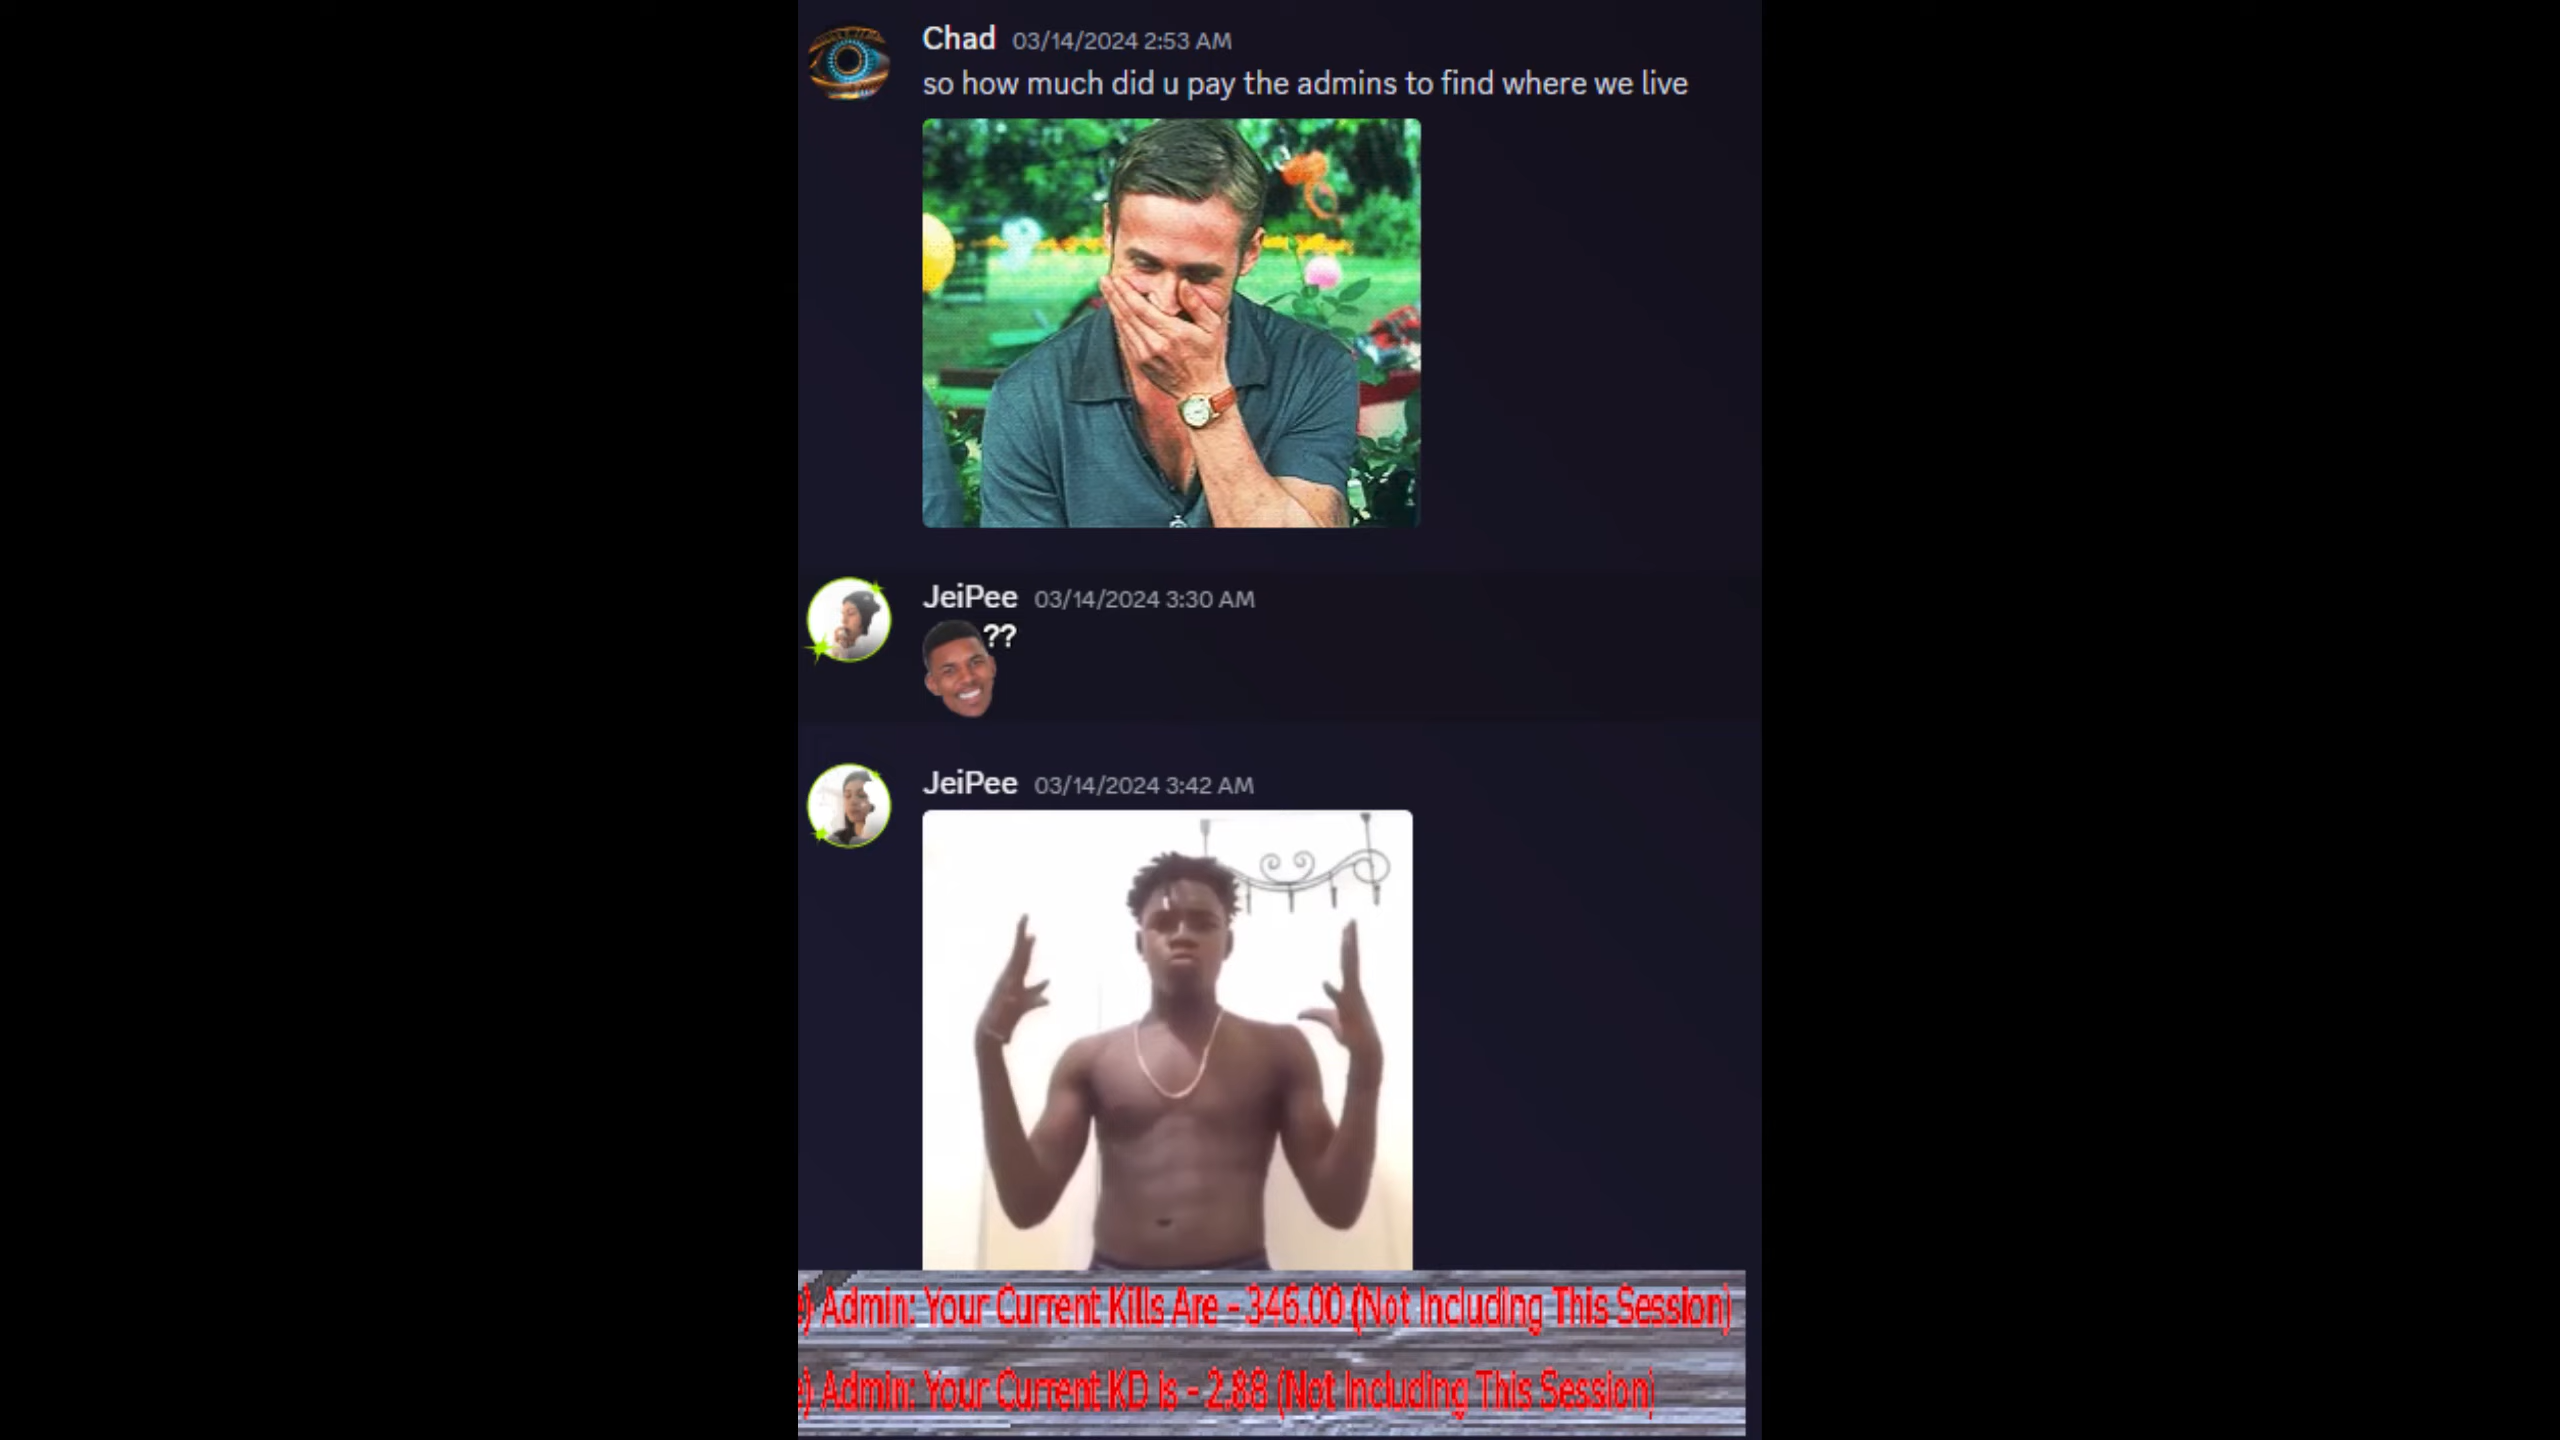 Chad 03/14/2024 2:53 AM
so how much did u pay the admins to find where we live
JeiPee 03/14/2024 3:30 AM
??
JeiPee 03/14/2024 3:42 AM
) Admin: Your Current Kills Are - 346.00 (Not Including This Session)
) Admin: Your Current KD is - 2.88 (Not Including This Session)